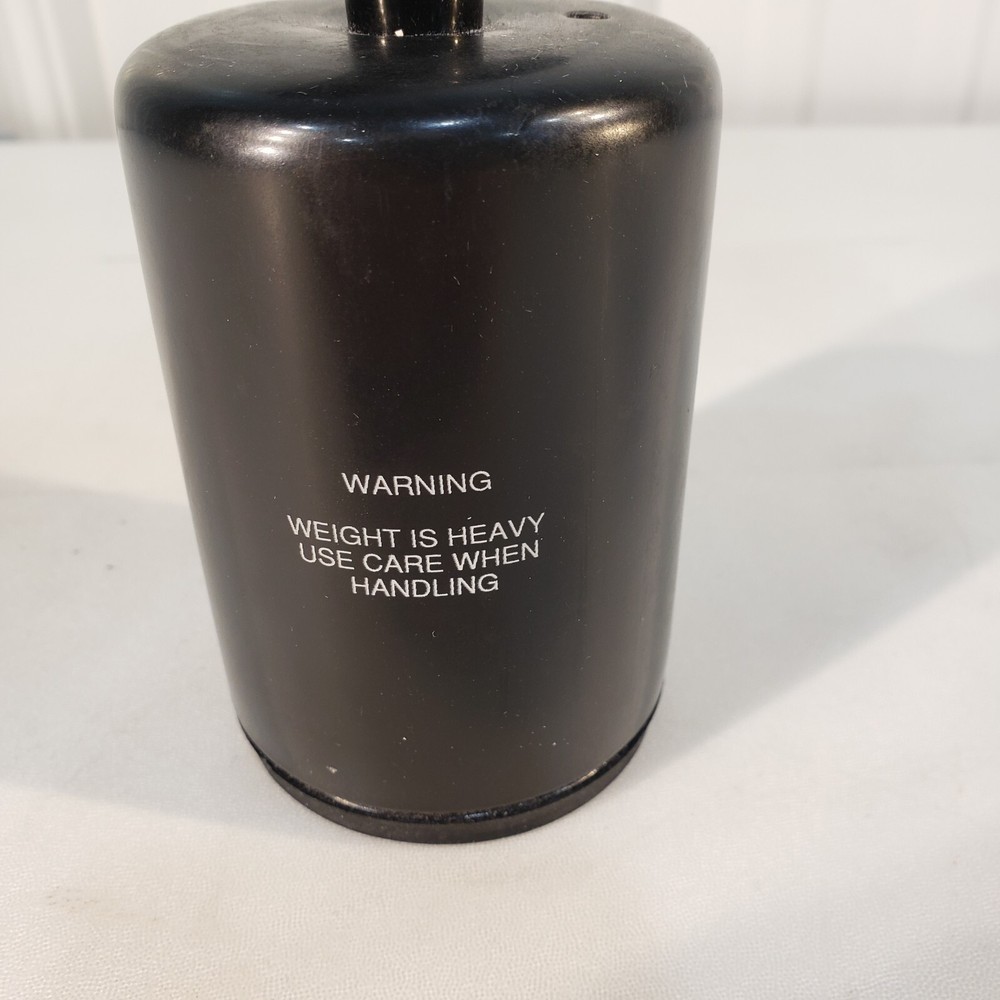 WARNING
WEIGHT IS HEAVY
USE CARE WHEN
HANDLING